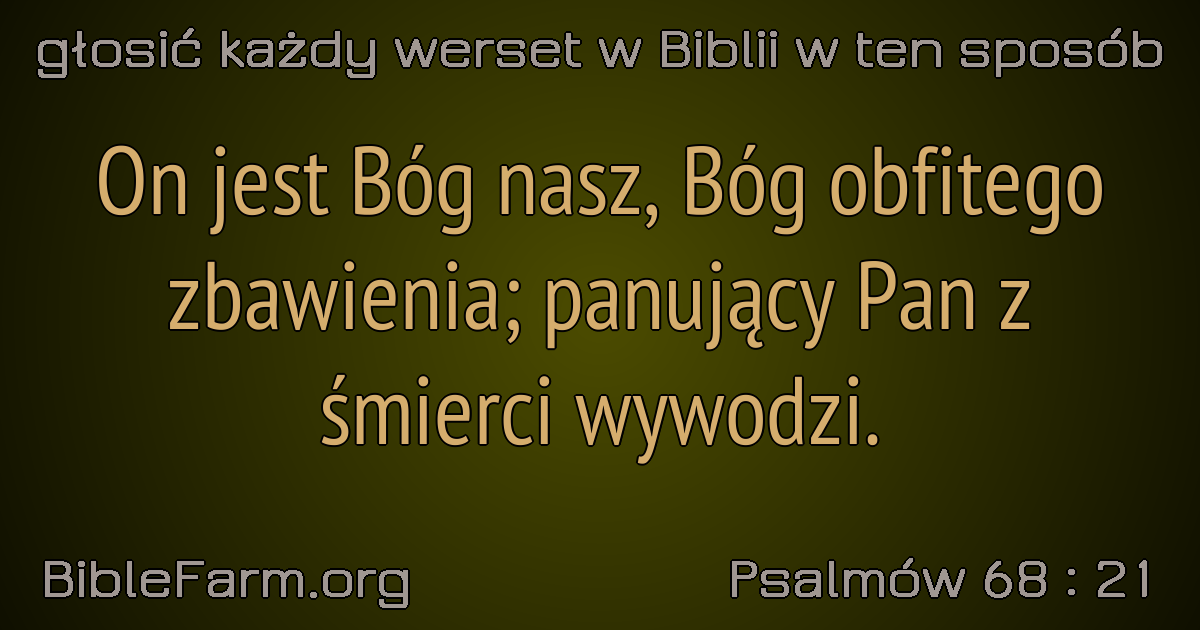 głosić każdy werset w Biblii w ten sposób
On jest Bóg nasz, Bóg obfitego
zbawienia; panujący Pan z
śmierci wywodzi.
BibleFarm.org
Psalmów 68 : 21